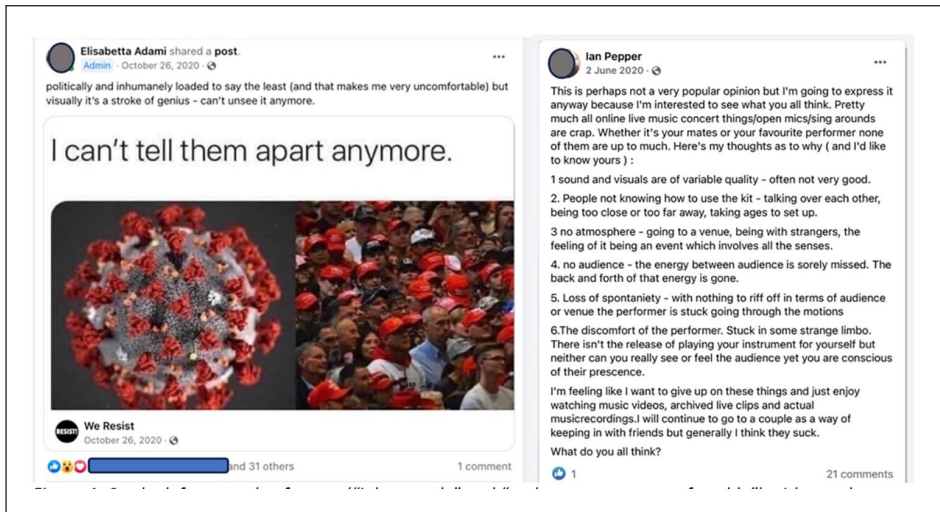 Elisabetta Adami shared a post.
Admin · October 26, 2020 ·
politically and inhumanely loaded to say the least (and that makes me very uncomfortable) but
visually it's a stroke of genius - can't unsee it anymore.
I can't tell them apart anymore.
RESIST!
We Resist
October 26, 2020 ·
and 31 others
1 comment
Ian Pepper
2 June 2020 ·
This is perhaps not a very popular opinion but I'm going to express it
anyway because I'm interested to see what you all think. Pretty
much all online live music concert things/open mics/sing arounds
are crap. Whether it's your mates or your favourite performer none
of them are up to much. Here's my thoughts as to why ( and I'd like
to know yours ) :
1 sound and visuals are of variable quality - often not very good.
2. People not knowing how to use the kit - talking over each other,
being too close or too far away, taking ages to set up.
3 no atmosphere - going to a venue, being with strangers, the
feeling of it being an event which involves all the senses.
4. no audience - the energy between audience is sorely missed. The
back and forth of that energy is gone.
5. Loss of spontaniety - with nothing to riff off in terms of audience
or venue the performer is stuck going through the motions
6.The discomfort of the performer. Stuck in some strange limbo.
There isn't the release of playing your instrument for yourself but
neither can you really see or feel the audience yet you are conscious
of their prescence.
I'm feeling like I want to give up on these things and just enjoy
watching music videos, archived live clips and actual
musicrecordings.I will continue to go to a couple as a way of
keeping in with friends but generally I think they suck.
What do you all think?
1
21 comments